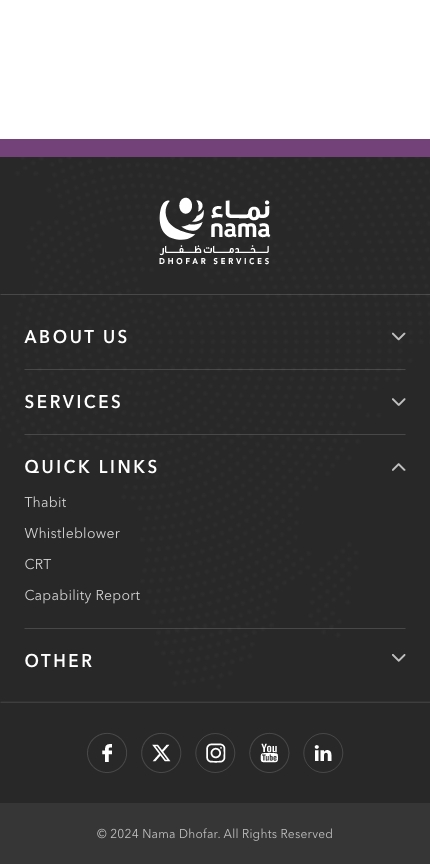 نماء
nama
لخدمات ظفار
DHOFAR SERVICES
ABOUT US
SERVICES
QUICK LINKS
Thabit
Whistleblower
CRT
Capability Report
OTHER
f
X
You
Tube
in
© 2024 Nama Dhofar. All Rights Reserved